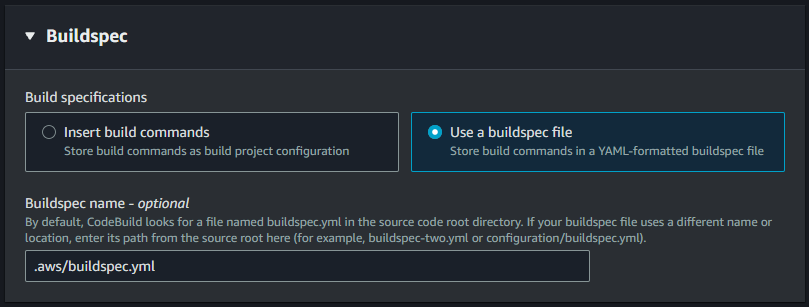 Buildspec
Build specifications
Insert build commands
Store build commands as build project configuration
Use a buildspec file
Store build commands in a YAML-formatted buildspec file
Buildspec name - optional
By default, CodeBuild looks for a file named buildspec.yml in the source code root directory. If your buildspec file uses a different name or
location, enter its path from the source root here (for example, buildspec-two.yml or configuration/buildspec.yml).
.aws/buildspec.yml